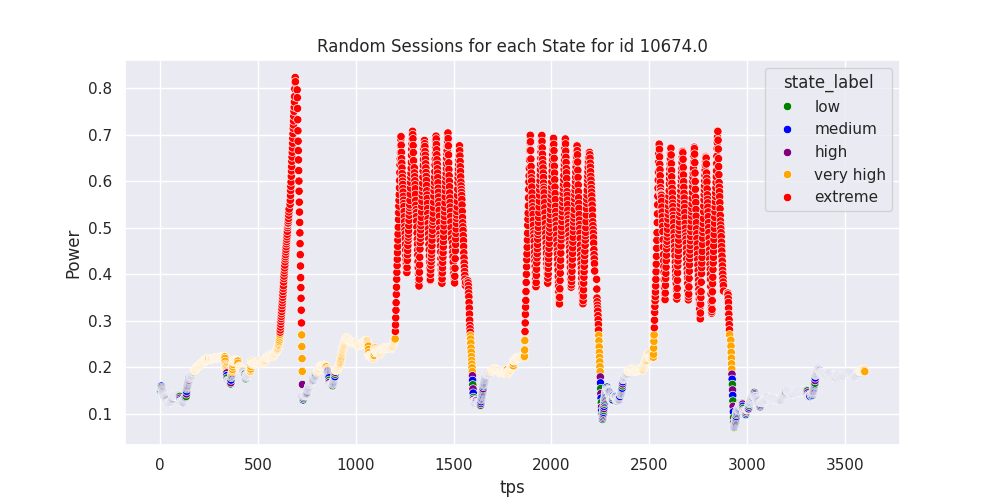 Random Sessions for each State for id 10674.0
state_label
low
medium
high
very high
extreme
Power
0.8
0.7
0.6
0.5
0.4
0.3
0.2
0.1
0 500 1000 1500 2000 2500 3000 3500
tps